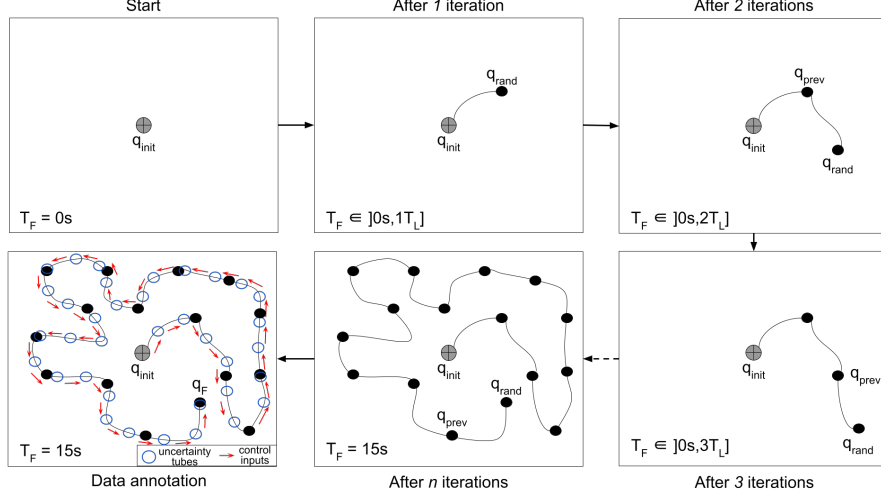 Start
After 1 iteration
After 2 iterations
q_init
T_F = 0s
q_rand
q_init
T_F ∈ ]0s,1T_L]
q_prev
q_init
q_rand
T_F ∈ ]0s,2T_L]
q_init
q_F
T_F = 15s
uncertainty tubes
control inputs
q_init
q_rand
q_prev
T_F = 15s
q_init
q_prev
q_rand
T_F ∈ ]0s,3T_L]
Data annotation
After n iterations
After 3 iterations